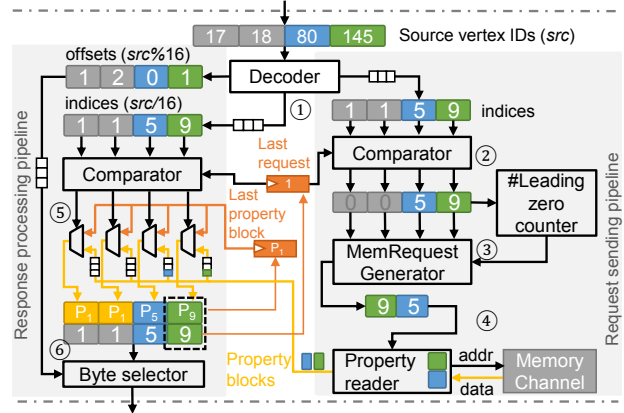 17 18 80 145 Source vertex IDs (src)
offsets (src%16)
1 2 0 1
Decoder
①
indices (src/16)
1 1 5 9
1 1 5 9 indices
Comparator
Last request
1
Comparator ②
#Leading zero counter
0 0 5 9
⑤
Last property block
P1
MemRequest Generator ③
9 5
④
P1 P1 P5 P9
1 1 5 9
⑥
Byte selector
Property blocks
Property reader
addr
data
Memory Channel
Response processing pipeline
Request sending pipeline